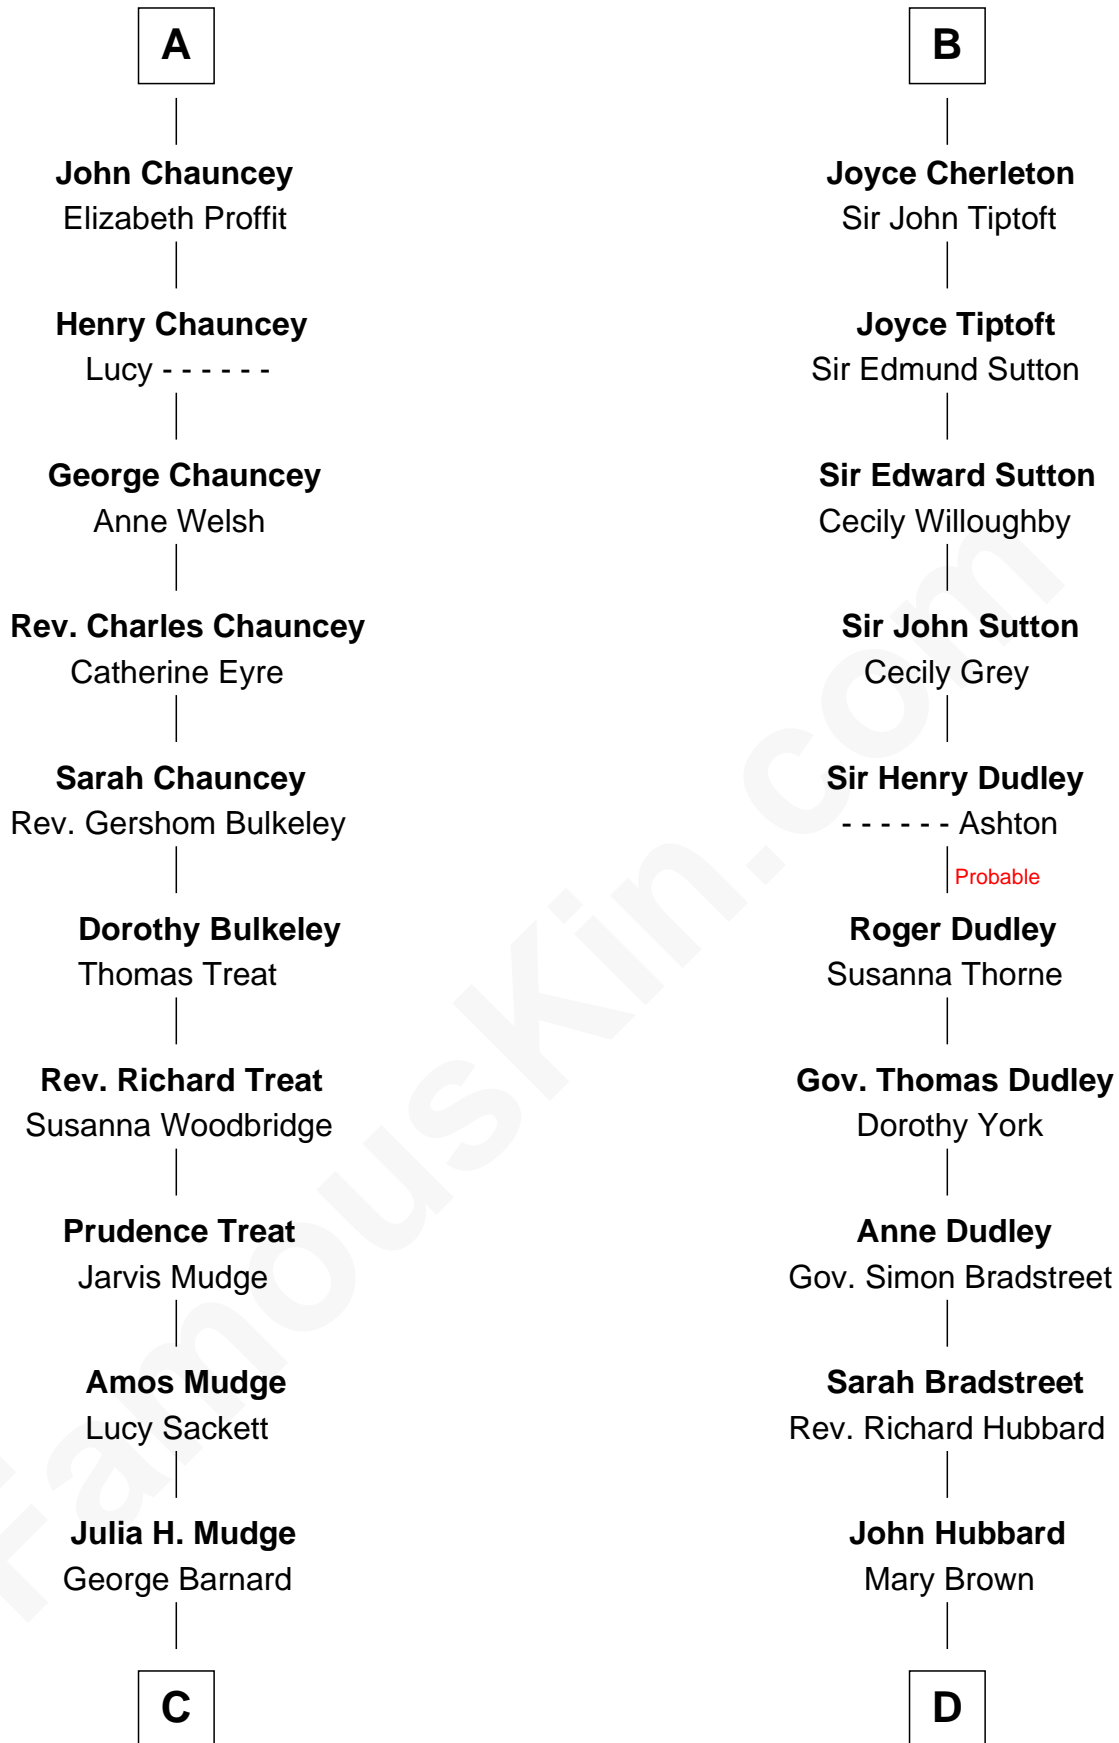 A
John Chauncey
Elizabeth Proffit
Henry Chauncey
Lucy - - - - - -
George Chauncey
Anne Welsh
Rev. Charles Chauncey
Catherine Eyre
Sarah Chauncey
Rev. Gershom Bulkeley
Dorothy Bulkeley
Thomas Treat
Rev. Richard Treat
Susanna Woodbridge
Prudence Treat
Jarvis Mudge
Amos Mudge
Lucy Sackett
Julia H. Mudge
George Barnard
C
B
Joyce Cherleton
Sir John Tiptoft
Joyce Tiptoft
Sir Edmund Sutton
Sir Edward Sutton
Cecily Willoughby
Sir John Sutton
Cecily Grey
Sir Henry Dudley
- - - - - - Ashton
Probable
Roger Dudley
Susanna Thorne
Gov. Thomas Dudley
Dorothy York
Anne Dudley
Gov. Simon Bradstreet
Sarah Bradstreet
Rev. Richard Hubbard
John Hubbard
Mary Brown
D
FamousKin.com